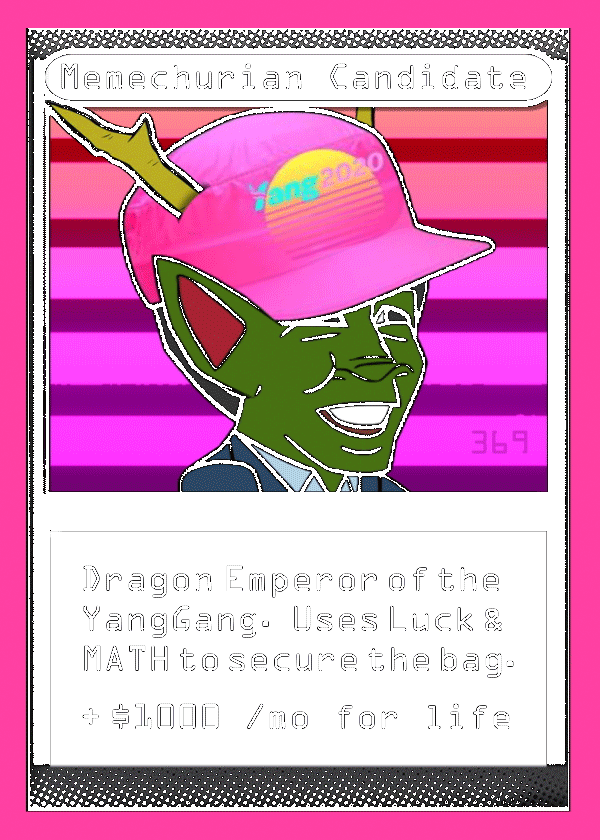 Memechurian Candidate
Yang2020
369
Dragon Emperor of the
YangGang. Uses Luck &
MATH to secure the bag.
+ $1000 /mo for life